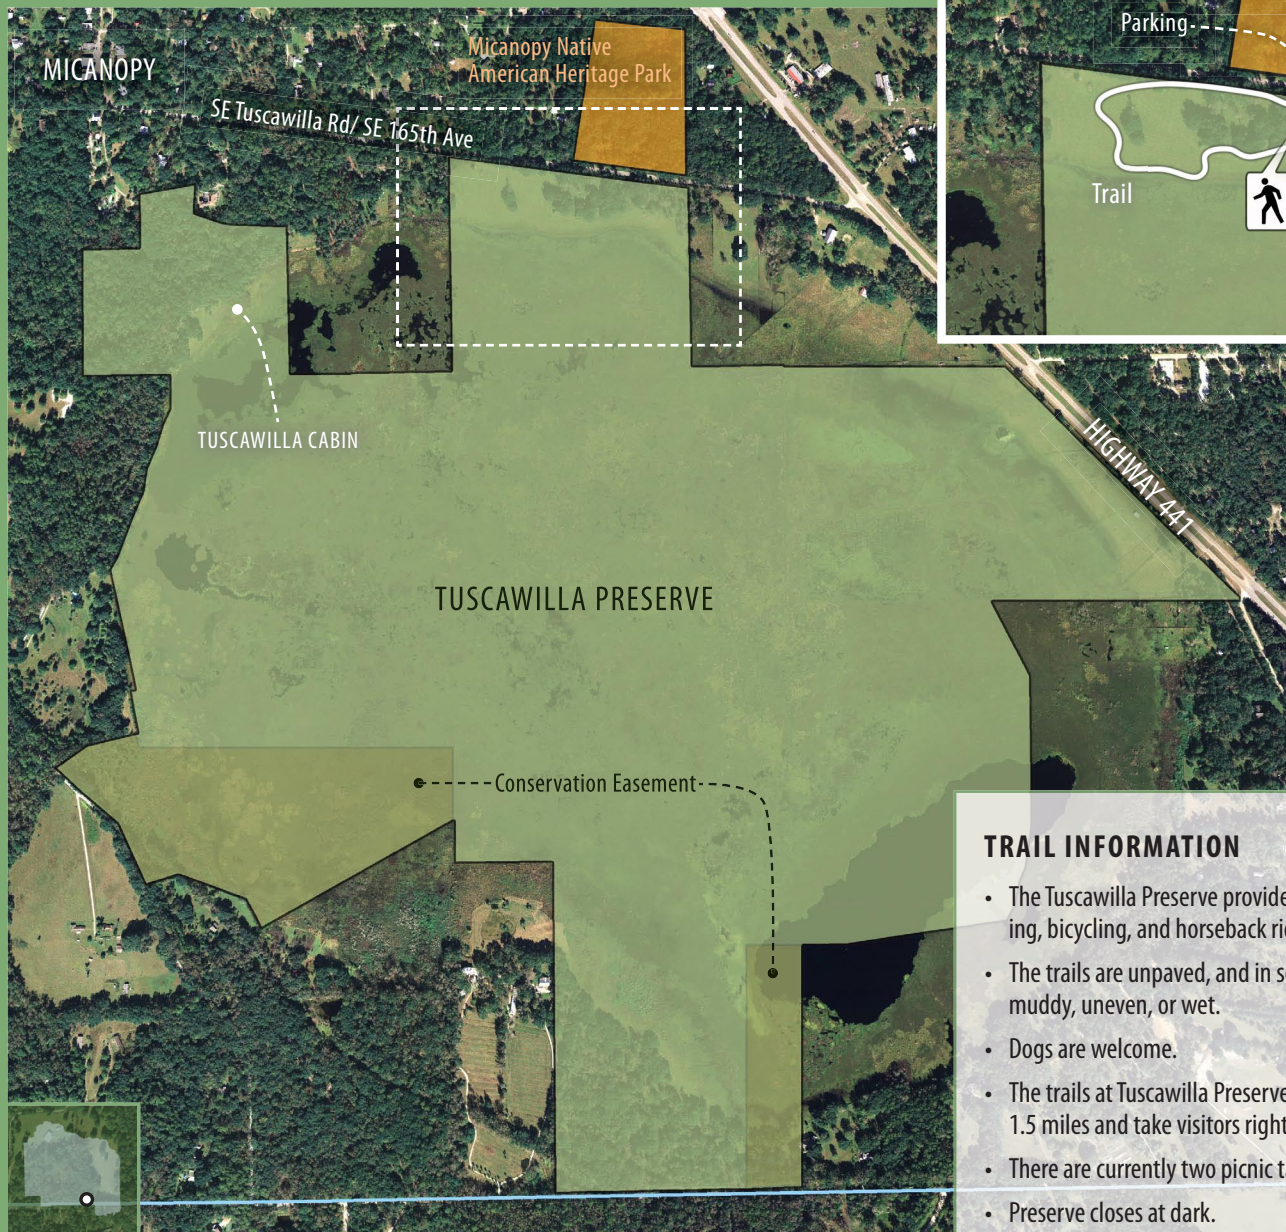 MICANOPY
Micanopy Native
American Heritage Park
SE Tuscawilla Rd/ SE 165th Ave
Parking
Trail
TUSCAWILLA CABIN
HIGHWAY 441
TUSCAWILLA PRESERVE
Conservation Easement
TRAIL INFORMATION
• The Tuscawilla Preserve provide
ing, bicycling, and horseback ri
• The trails are unpaved, and in s
muddy, uneven, or wet.
• Dogs are welcome.
• The trails at Tuscawilla Preserve
1.5 miles and take visitors right
• There are currently two picnic t
• Preserve closes at dark.